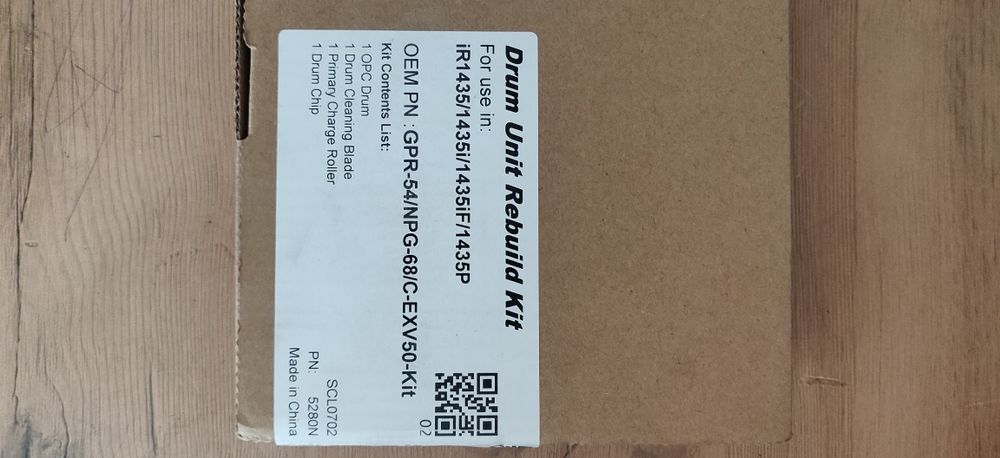 Drum Unit Rebuild Kit
For use in:
iR1435/1435i/1435iF/1435P
02
OEM PN :GPR-54/NPG-68/C-EXV50-Kit
Kit Contents List:
1 OPC Drum
1 Drum Cleaning Blade
1 Primary Charge Roller
1 Drum Chip
SCL0702
PN: 5280N
Made in China